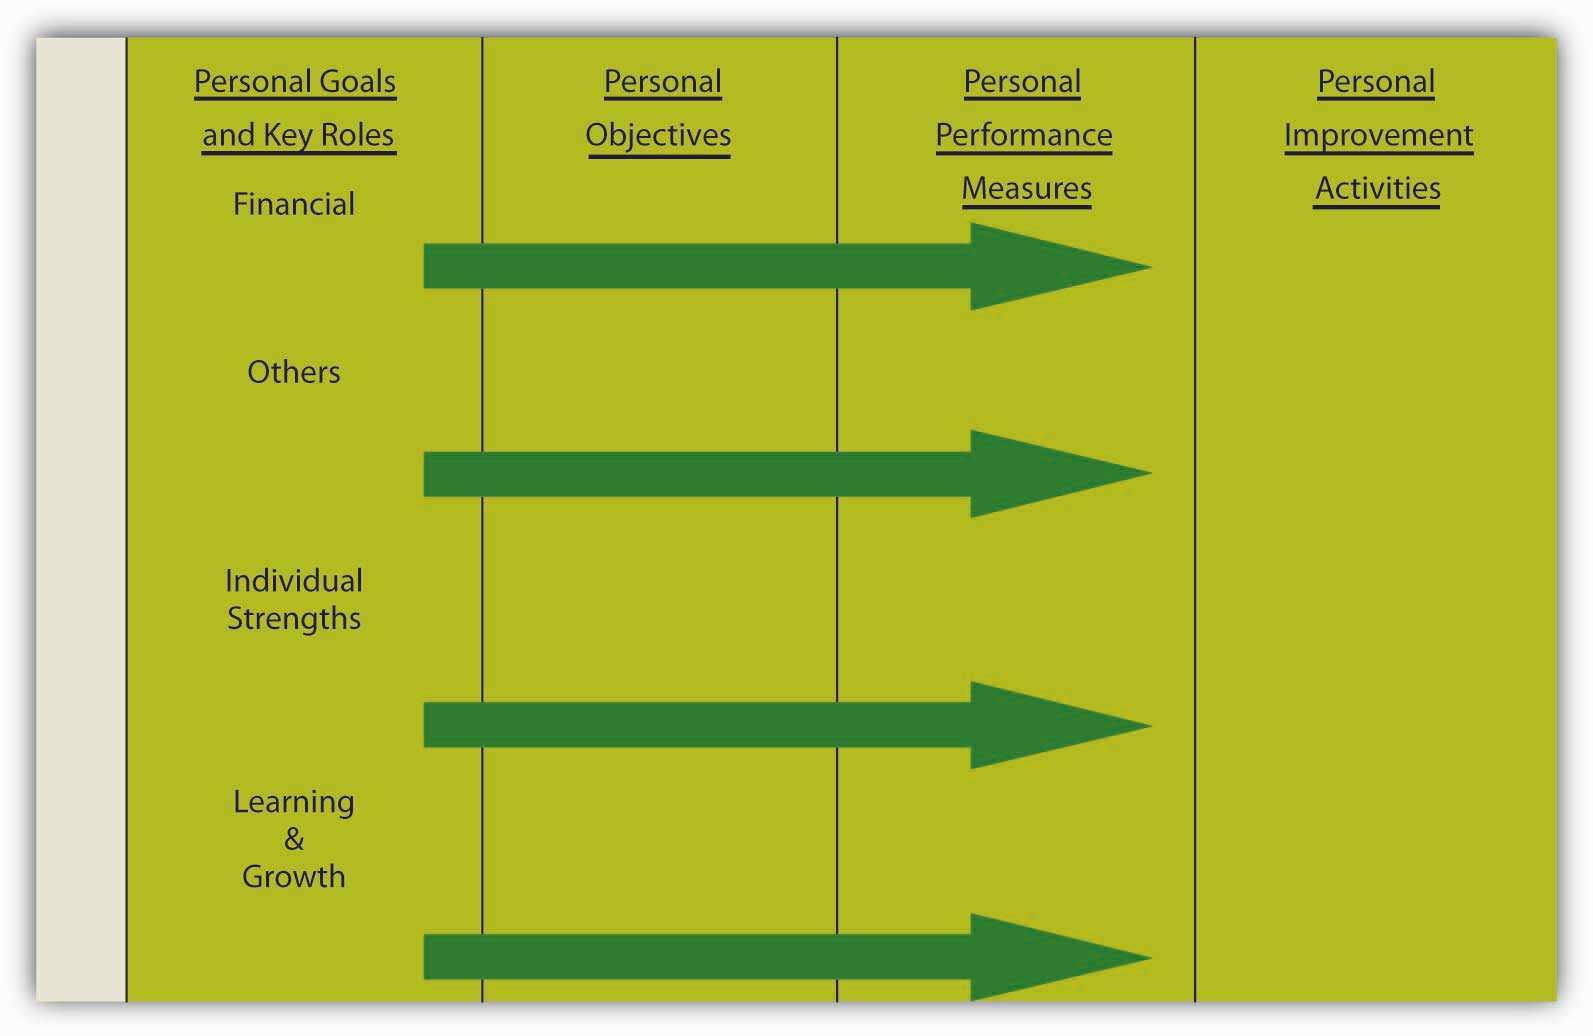 Personal Goals
and Key Roles
Financial
Others
Individual
Strengths
Learning
&
Growth
Personal
Objectives
Personal
Performance
Measures
Personal
Improvement
Activities